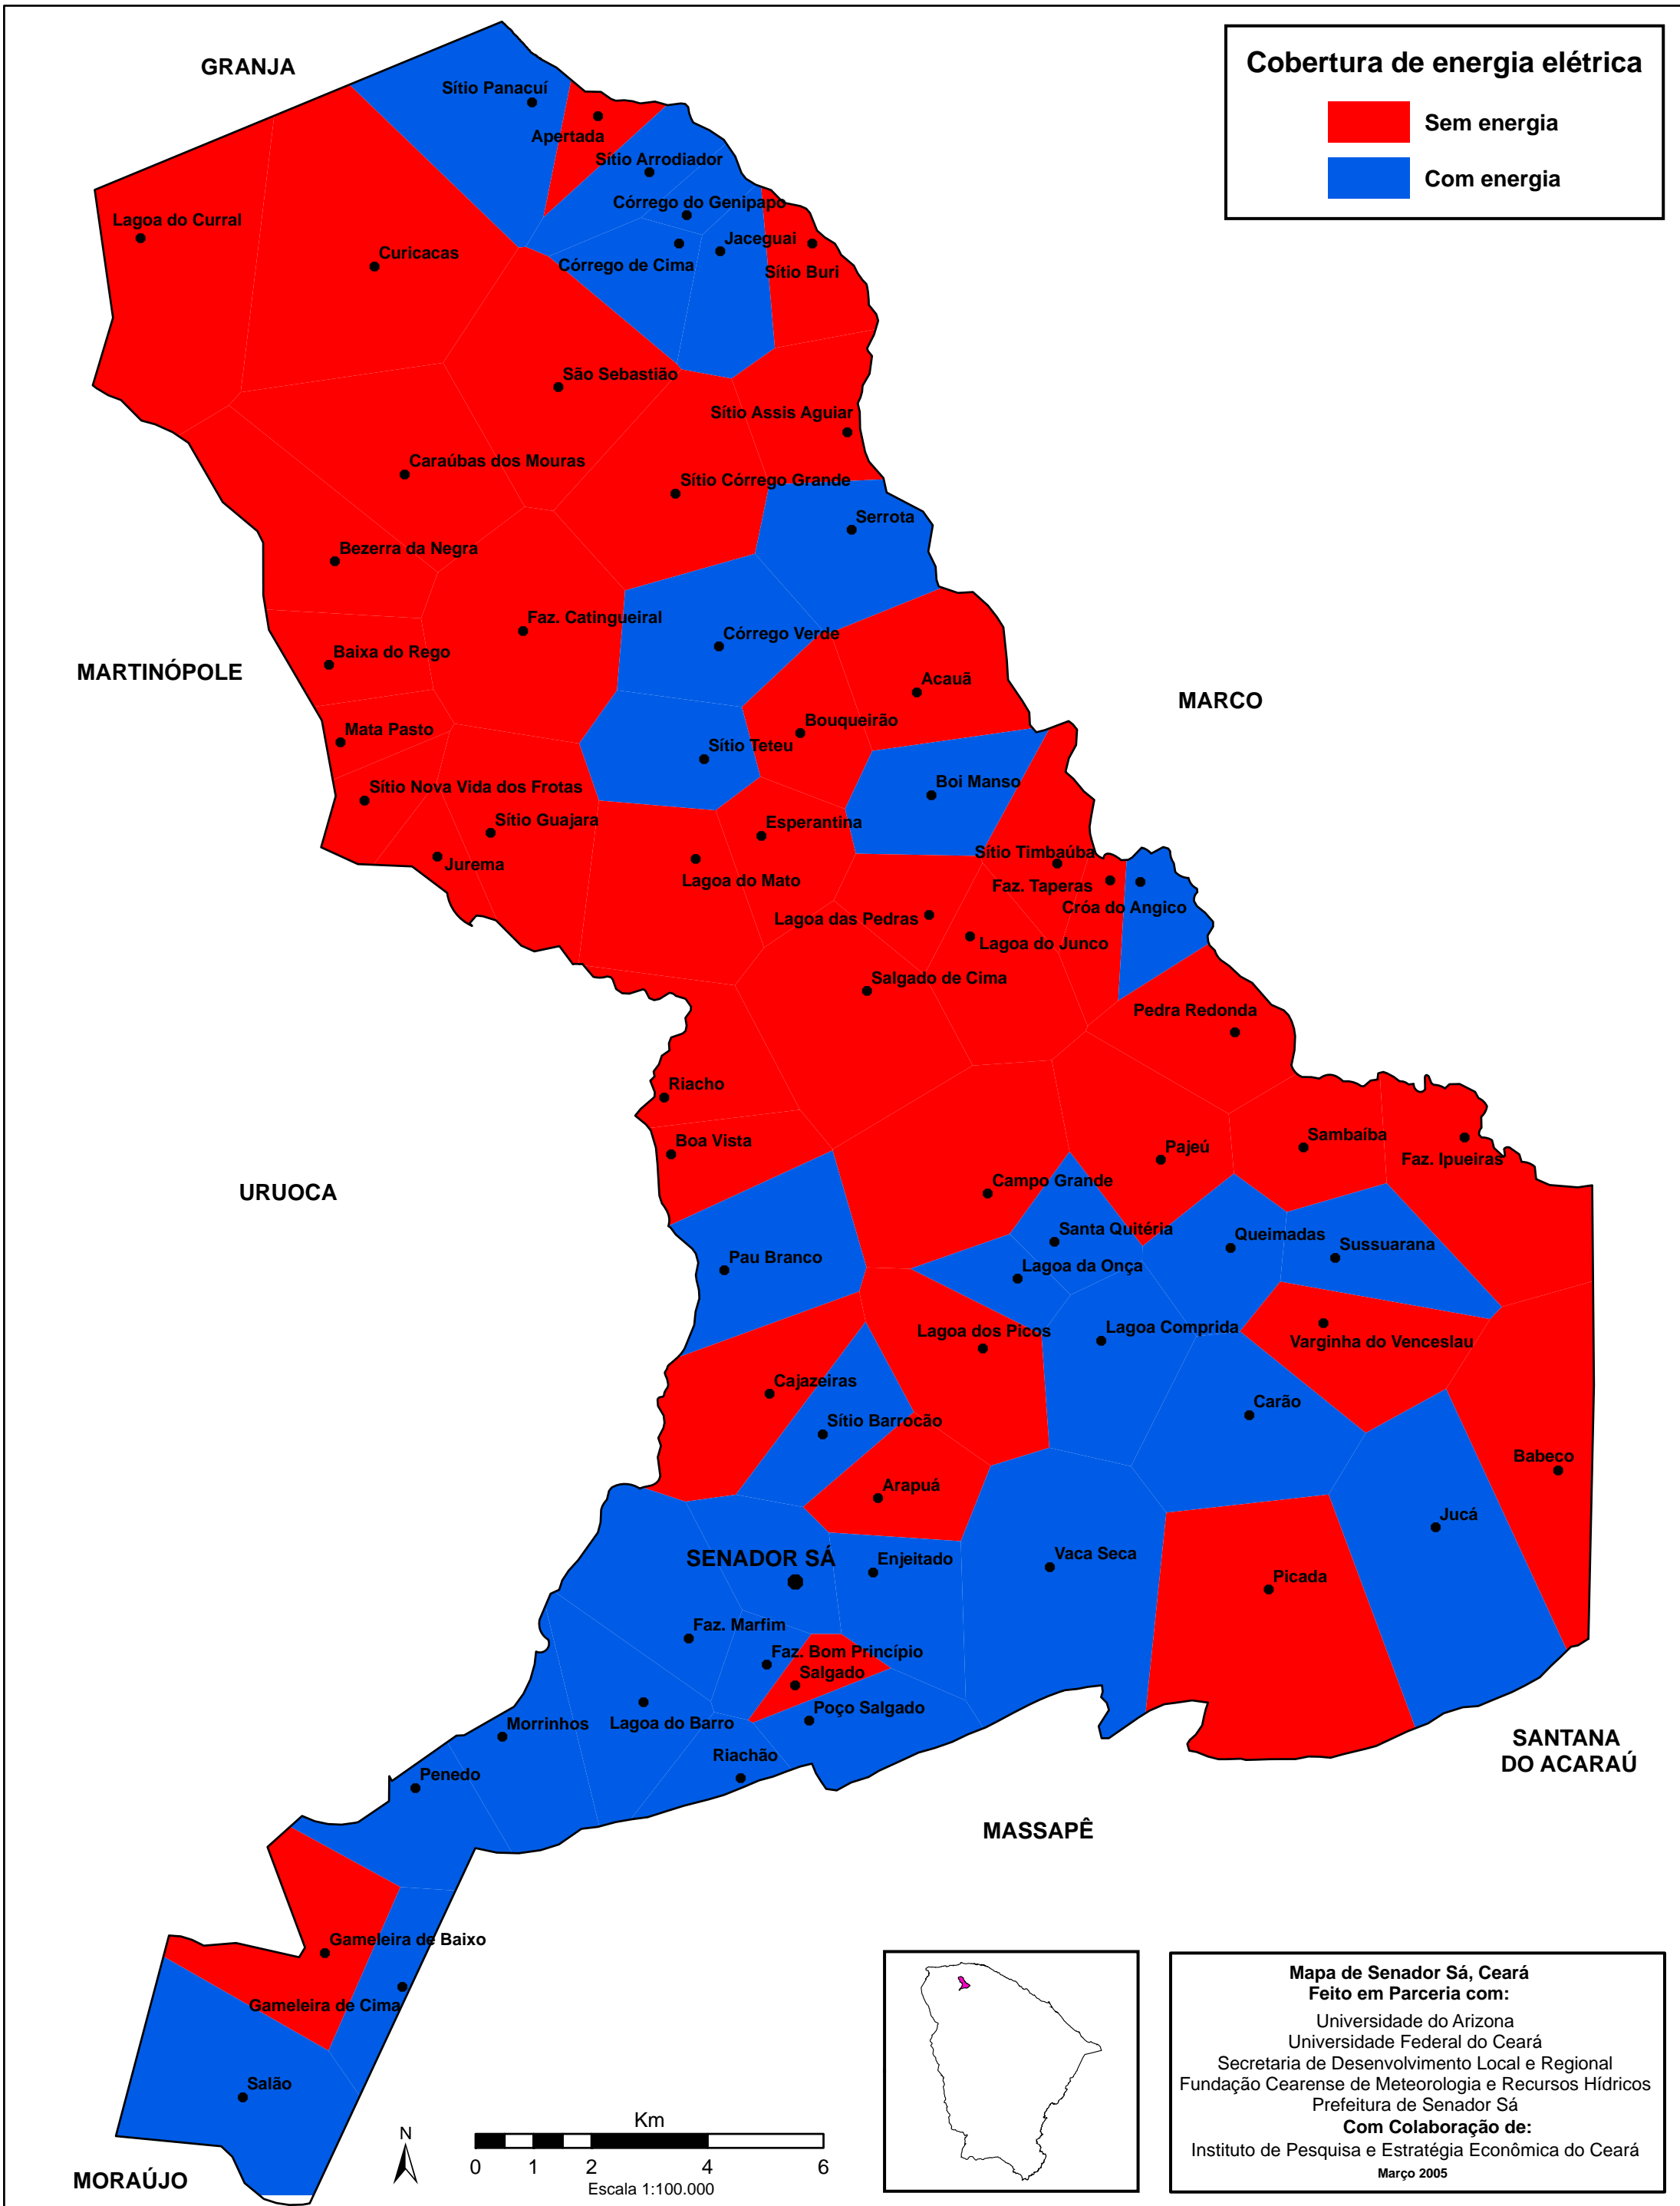 GRANJA
Cobertura de energia elétrica
Sem energia
Com energia
Sítio Panacuí
Apertada
Sítio Arrodiador
Córrego do Genipapo
Lagoa do Curral
Curicacas
Córrego de Cima
Jaceguai
Sítio Buri
São Sebastião
Sítio Assis Aguiar
Caraúbas dos Mouras
Sítio Córrego Grande
Serrota
Bezerra da Negra
Faz. Catingueiral
Córrego Verde
Baixa do Rego
MARTINÓPOLE
Acauã
MARCO
Mata Pasto
Bouqueirão
Sítio Teteu
Sítio Nova Vida dos Frotas
Boi Manso
Sítio Guajara
Esperantina
Jurema
Lagoa do Mato
Sítio Timbaúba
Faz. Taperas
Cróa do Angico
Lagoa das Pedras
Lagoa do Junco
Salgado de Cima
Pedra Redonda
Riacho
Boa Vista
Pajeú
Sambaíba
Faz. Ipueiras
URUOCA
Campo Grande
Santa Quitéria
Queimadas
Sussuarana
Pau Branco
Lagoa da Onça
Lagoa dos Picos
Lagoa Comprida
Varginha do Venceslau
Cajazeiras
Sítio Barrocão
Carão
Babeco
Arapuá
Jucá
SENADOR SÁ
Enjeitado
Vaca Seca
Picada
Faz. Marfim
Faz. Bom Princípio
Salgado
Poço Salgado
Morrinhos
Lagoa do Barro
Riachão
Penedo
SANTANA
DO ACARAÚ
MASSAPÊ
Gameleira de Baixo
Gameleira de Cima
Salão
MORAÚJO
N
Km
0 1 2 4 6
Escala 1:100.000
Mapa de Senador Sá, Ceará
Feito em Parceria com:
Universidade do Arizona
Universidade Federal do Ceará
Secretaria de Desenvolvimento Local e Regional
Fundação Cearense de Meteorologia e Recursos Hídricos
Prefeitura de Senador Sá
Com Colaboração de:
Instituto de Pesquisa e Estratégia Econômica do Ceará
Março 2005